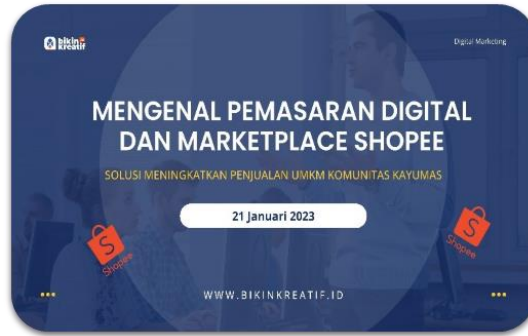 bikin
kreatif
Digital Marketing
MENGENAL PEMASARAN DIGITAL
DAN MARKETPLACE SHOPEE
SOLUSI MENINGKATKAN PENJUALAN UMKM KOMUNITAS KAYUMAS
21 Januari 2023
S
Shopee
S
Shopee
WWW.BIKINKREATIF.ID